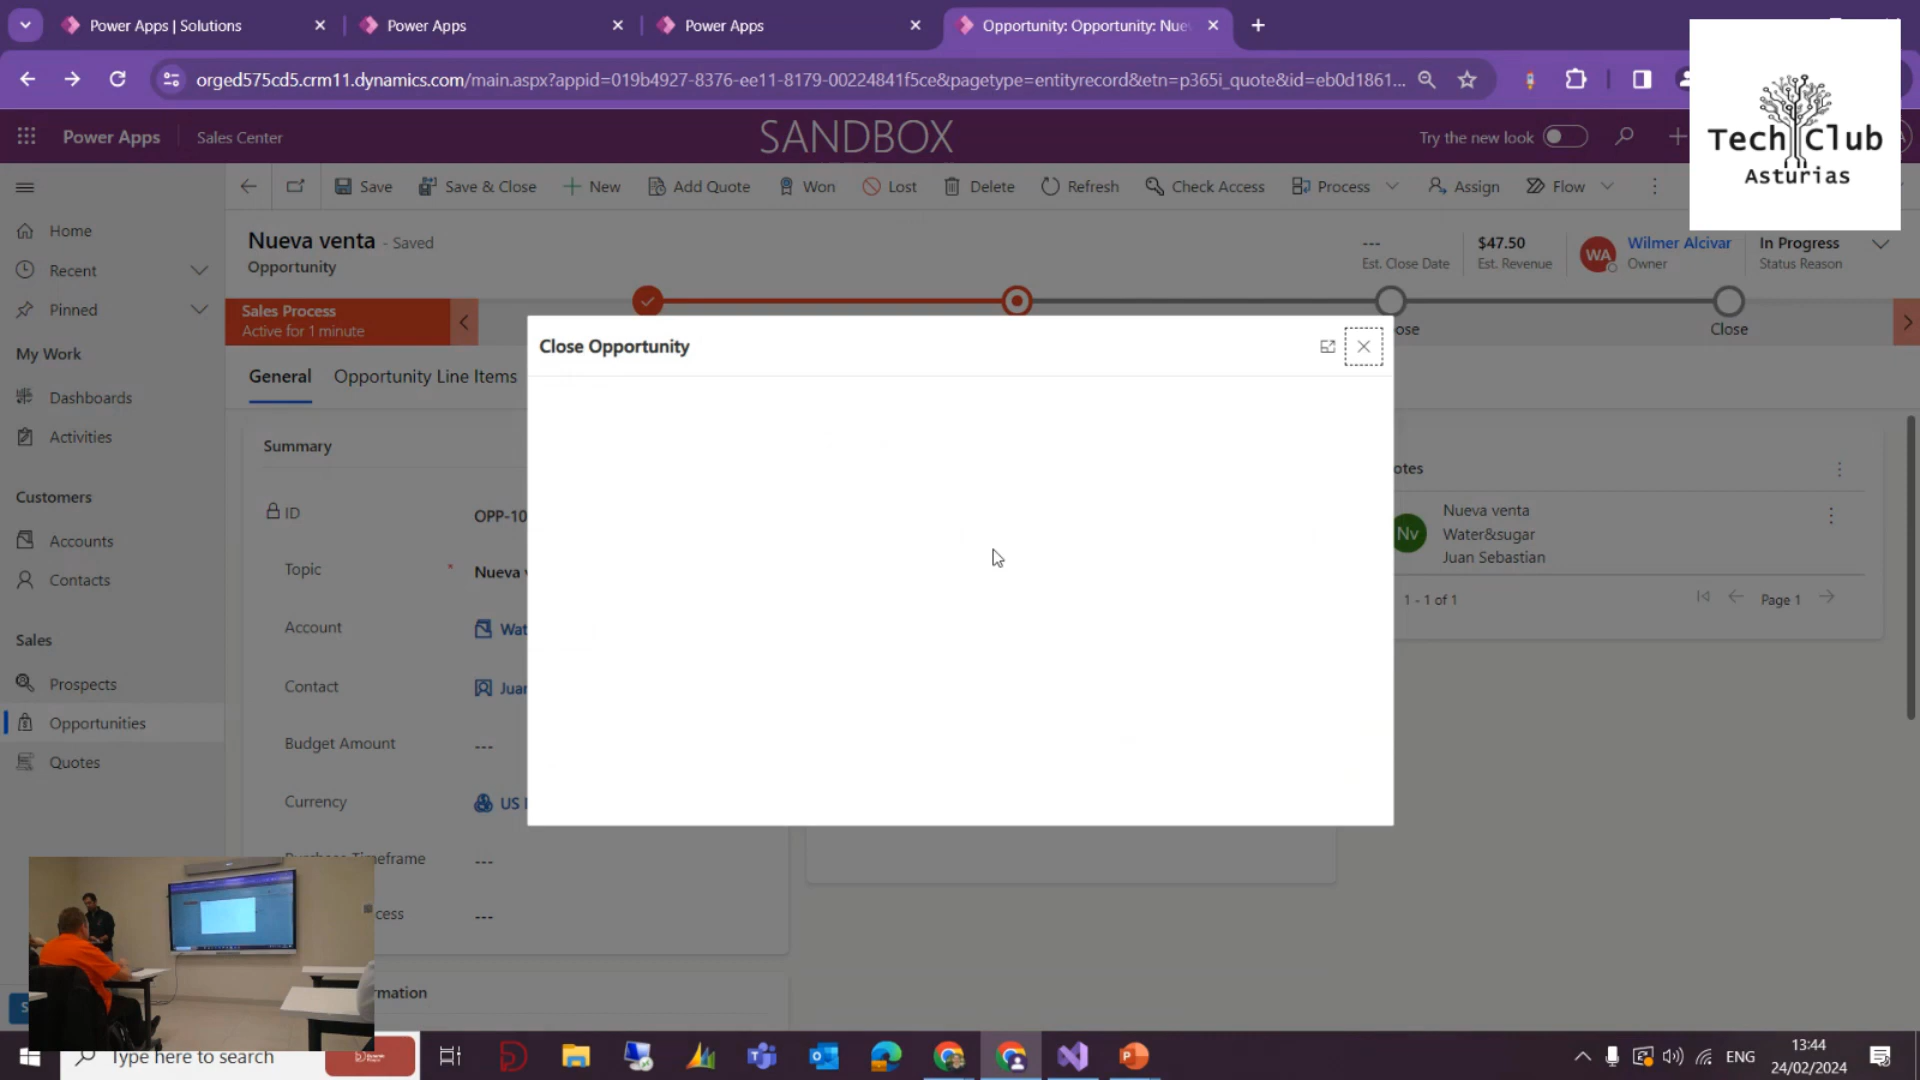 Power Apps | Solutions
Power Apps
Power Apps
Opportunity: Opportunity: Nue
orged575cd5.crm11.dynamics.com/main.aspx?appid=019b4927-8376-ee11-8179-00224841f5ce&pagetype=entityrecord&etn=p365i_quote&id=eb0d1861...
Power Apps
Sales Center
SANDBOX
Try the new look
Tech Club
Asturias
Save
Save & Close
New
Add Quote
Won
Lost
Delete
Refresh
Check Access
Process
Assign
Flow
Home
Recent
Pinned
My Work
Dashboards
Activities
Customers
Accounts
Contacts
Sales
Prospects
Opportunities
Quotes
Nueva venta - Saved
Opportunity
---
Est. Close Date
$47.50
Est. Revenue
WA
Wilmer Alcivar
Owner
In Progress
Status Reason
Sales Process
Active for 1 minute
ose
Close
General
Opportunity Line Items
Close Opportunity
Summary
ID
OPP-10
Topic
*
Nueva
Account
Wat
Contact
Juan
Budget Amount
---
Currency
US
Timeframe
---
cess
---
rmation
otes
Nv
Nueva venta
Water&sugar
Juan Sebastian
1 - 1 of 1
Page 1
Type here to search
ENG
13:44
24/02/2024